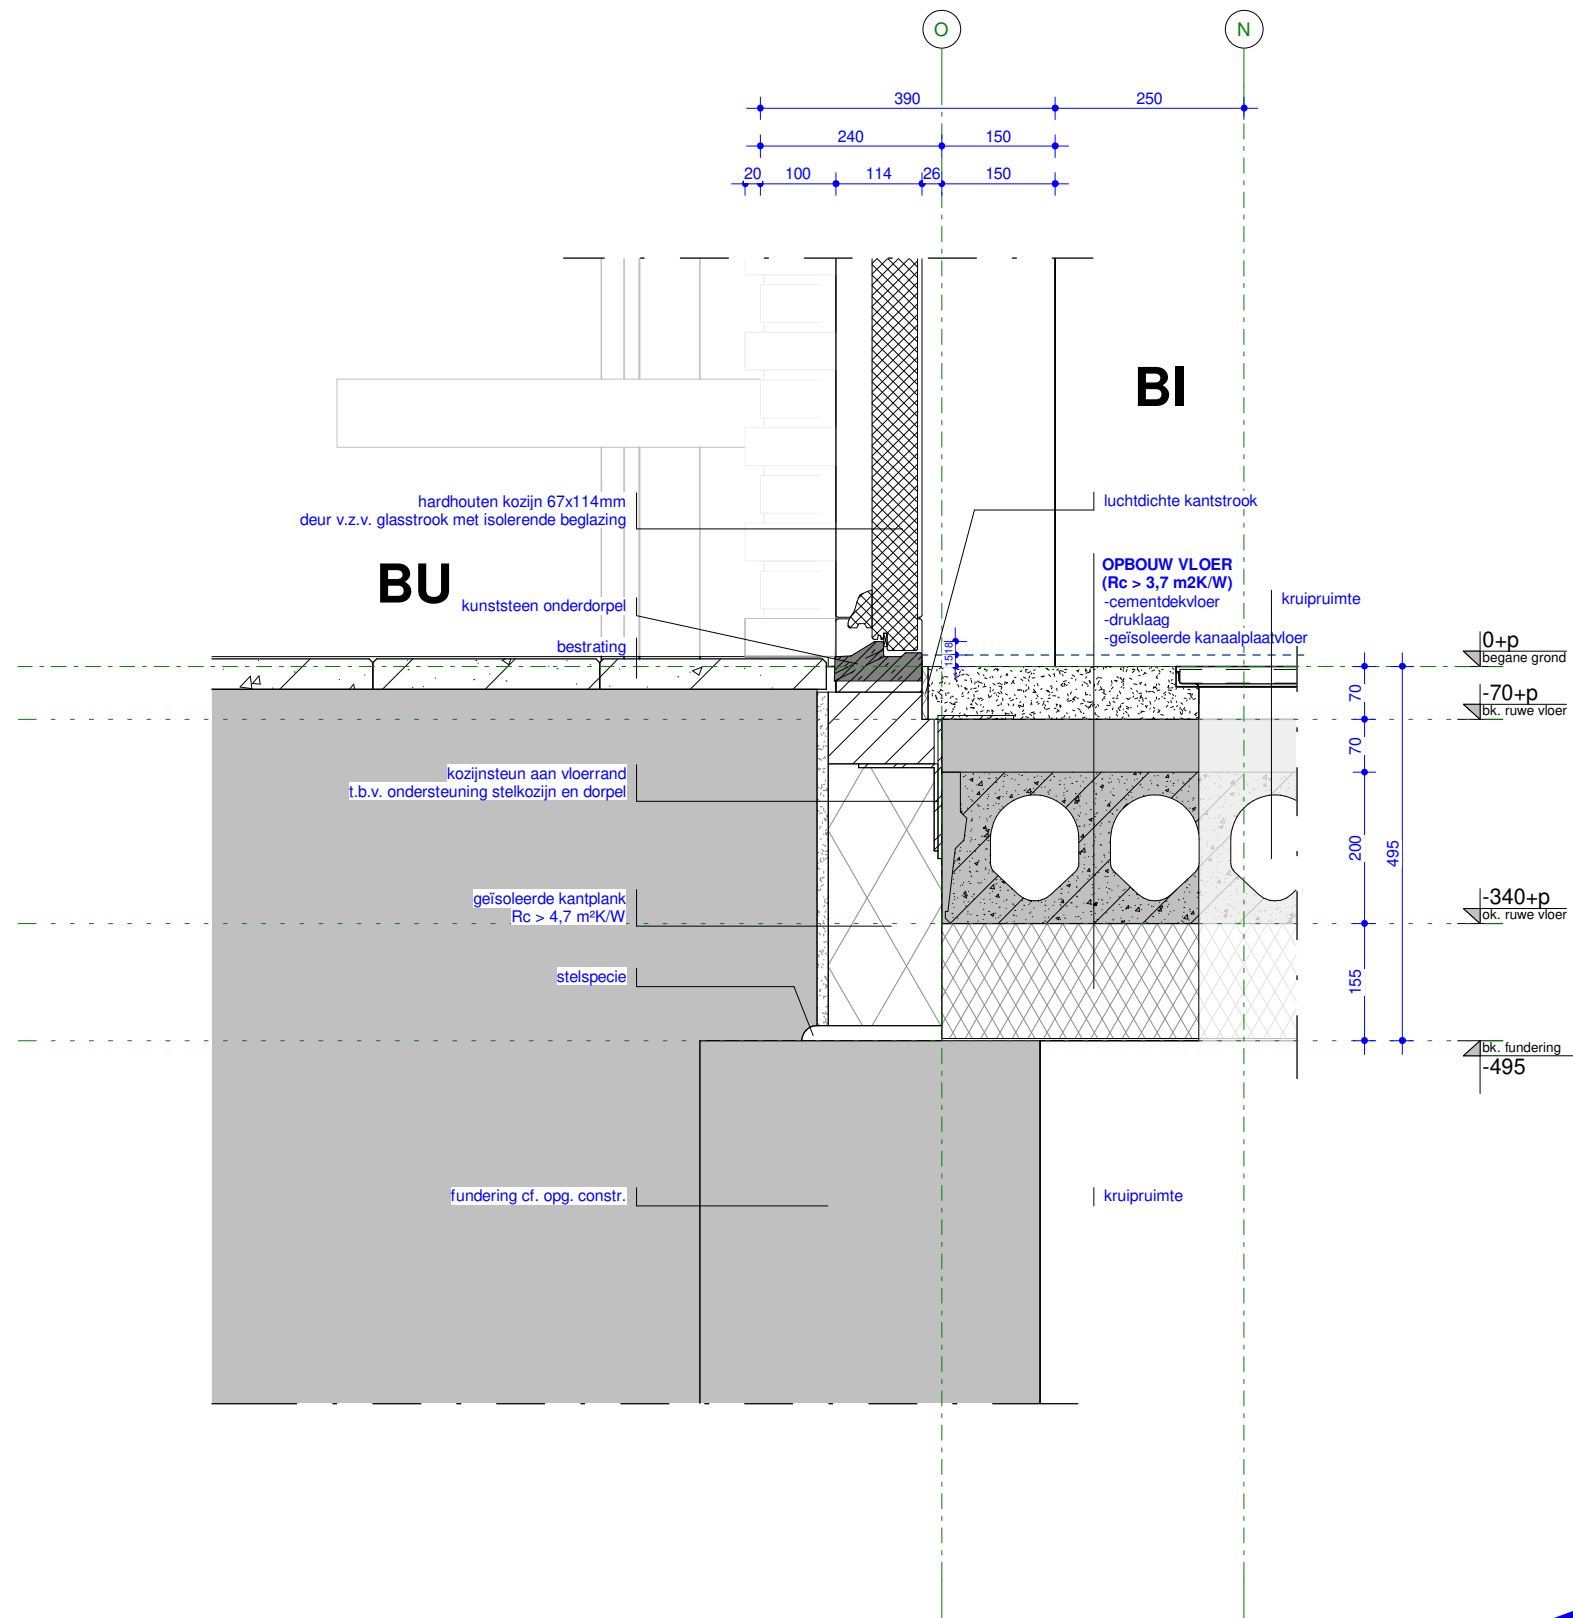 O
N
390
250
240
150
20
100
114
26
150
BI
hardhouten kozijn 67x114mm
deur v.z.v. glasstrook met isolerende beglazing
luchtdichte kantstrook
BU
OPBOUW VLOER
(Rc > 3,7 m2K/W)
-cementdekvloer
-druklaag
-geïsoleerde kanaalplaatvloer
kruipruimte
kunststeen onderdorpel
bestrating
15
18
0+p
begane grond
70
-70+p
bk. ruwe vloer
70
kozijnsteun aan vloerrand
t.b.v. ondersteuning stelkozijn en dorpel
200
495
geïsoleerde kantplank
Rc > 4,7 m²K/W
-340+p
ok. ruwe vloer
stelspecie
155
bk. fundering
-495
fundering cf. opg. constr.
kruipruimte